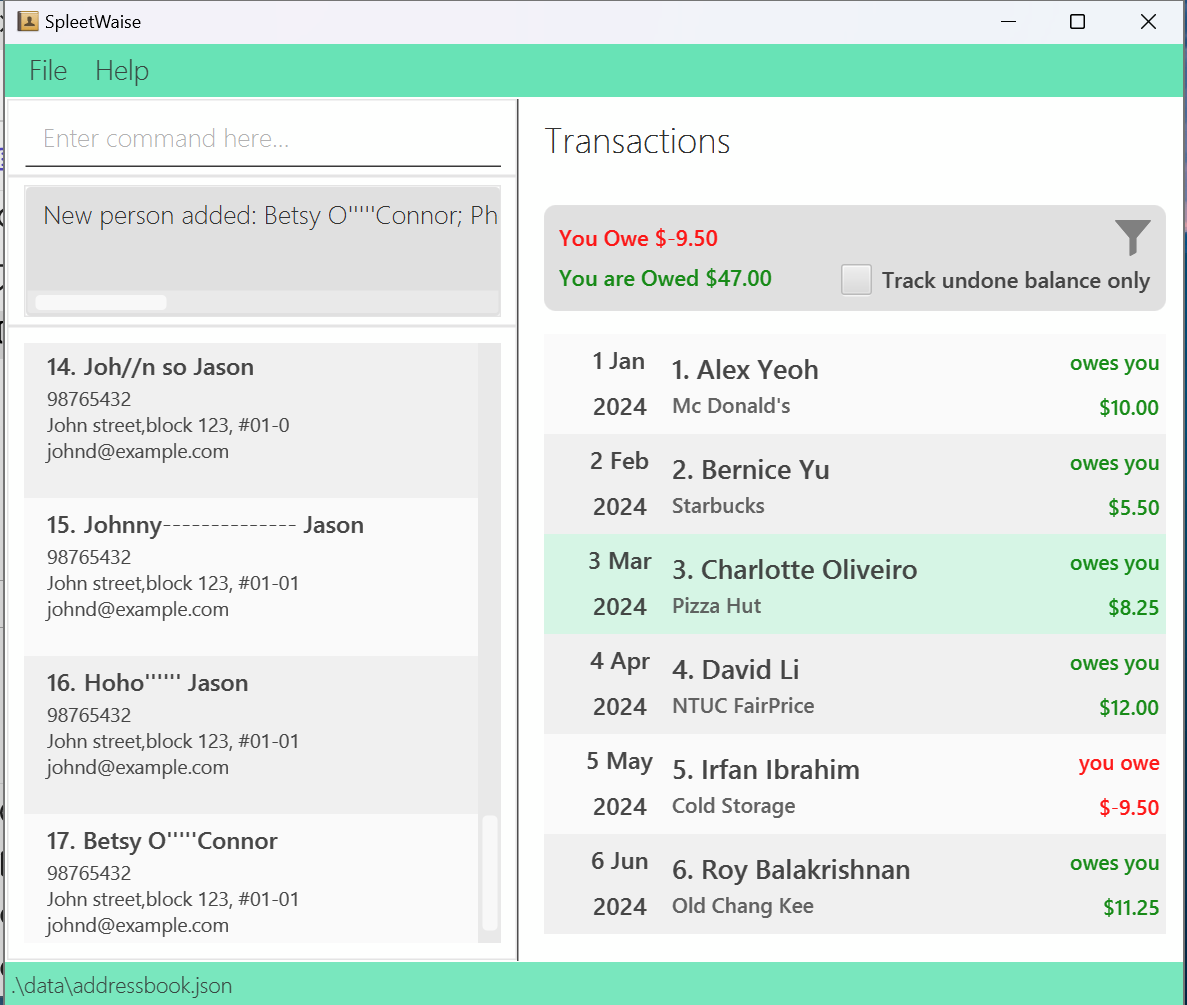 SpleetWaise
File Help
Enter command here...
New person added: Betsy O'''''Connor; Ph
14. Joh//n so Jason
98765432
John street,block 123, #01-0
johnd@example.com
15. Johnny-------------- Jason
98765432
John street,block 123, #01-01
johnd@example.com
16. Hoho'''''' Jason
98765432
John street,block 123, #01-01
johnd@example.com
17. Betsy O'''''Connor
98765432
John street,block 123, #01-01
johnd@example.com
Transactions
You Owe $-9.50
You are Owed $47.00
Track undone balance only
1 Jan
2024
1. Alex Yeoh
Mc Donald's
owes you
$10.00
2 Feb
2024
2. Bernice Yu
Starbucks
owes you
$5.50
3 Mar
2024
3. Charlotte Oliveiro
Pizza Hut
owes you
$8.25
4 Apr
2024
4. David Li
NTUC FairPrice
owes you
$12.00
5 May
2024
5. Irfan Ibrahim
Cold Storage
you owe
$-9.50
6 Jun
2024
6. Roy Balakrishnan
Old Chang Kee
owes you
$11.25
.\data\addressbook.json